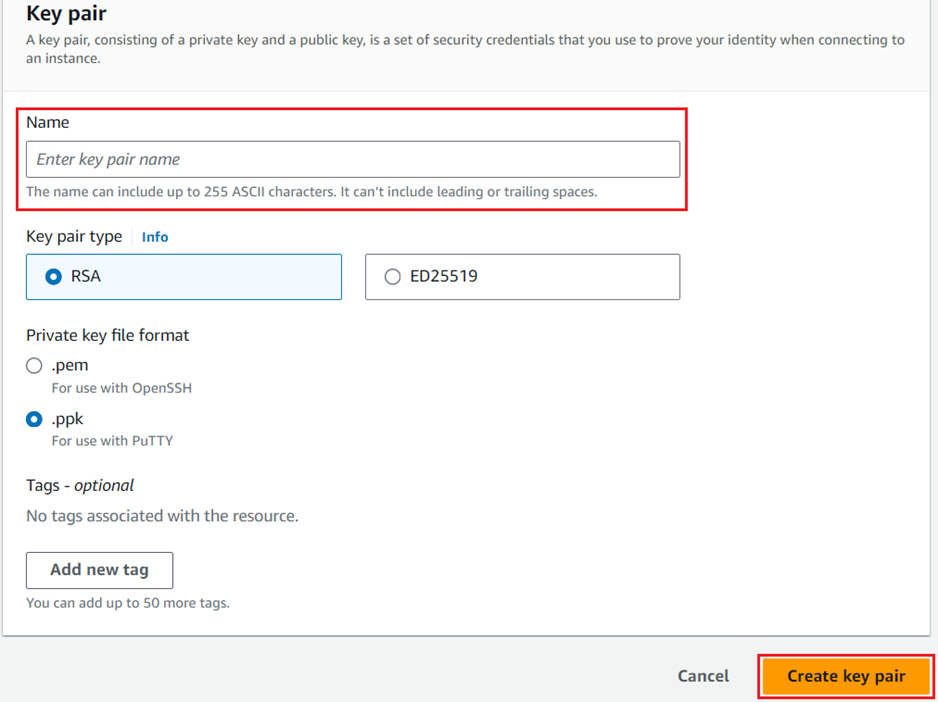 Key pair
A key pair, consisting of a private key and a public key, is a set of security credentials that you use to prove your identity when connecting to
an instance.
Name
Enter key pair name
The name can include up to 255 ASCII characters. It can’t include leading or trailing spaces.
Key pair type Info
RSA ED25519
Private key file format
.pem
For use with OpenSSH
.ppk
For use with PuTTY
Tags - optional
No tags associated with the resource.
Add new tag
You can add up to 50 more tags.
Cancel Create key pair